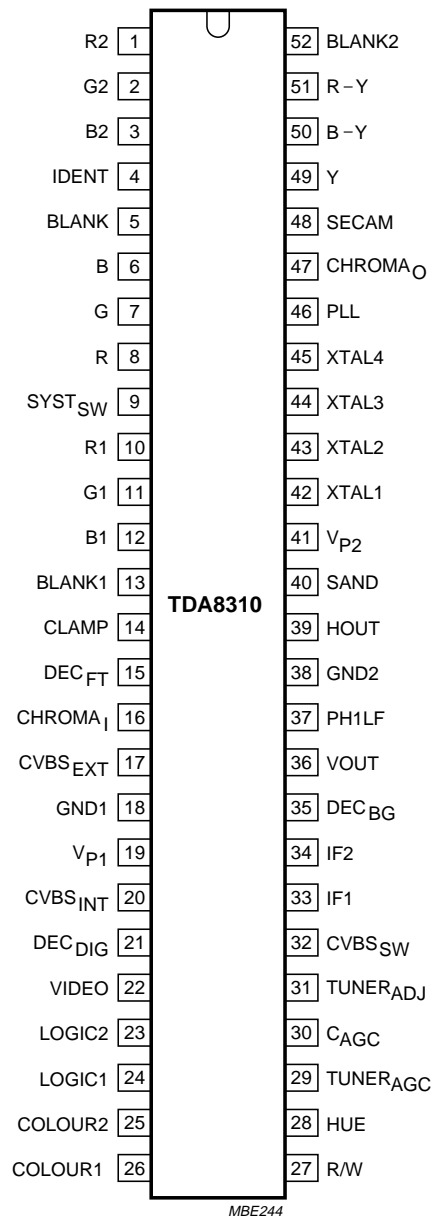 R2 1 52 BLANK2
G2 2 51 R−Y
B2 3 50 B−Y
IDENT 4 49 Y
BLANK 5 48 SECAM
B 6 47 CHROMAO
G 7 46 PLL
R 8 45 XTAL4
SYSTSW 9 44 XTAL3
R1 10 43 XTAL2
G1 11 42 XTAL1
B1 12 41 VP2
BLANK1 13 40 SAND
TDA8310
CLAMP 14 39 HOUT
DECFT 15 38 GND2
CHROMAI 16 37 PH1LF
CVBSEXT 17 36 VOUT
GND1 18 35 DECBG
VP1 19 34 IF2
CVBSINT 20 33 IF1
DECDIG 21 32 CVBSSW
VIDEO 22 31 TUNERADJ
LOGIC2 23 30 CAGC
LOGIC1 24 29 TUNERAGC
COLOUR2 25 28 HUE
COLOUR1 26 27 R/W
MBE244